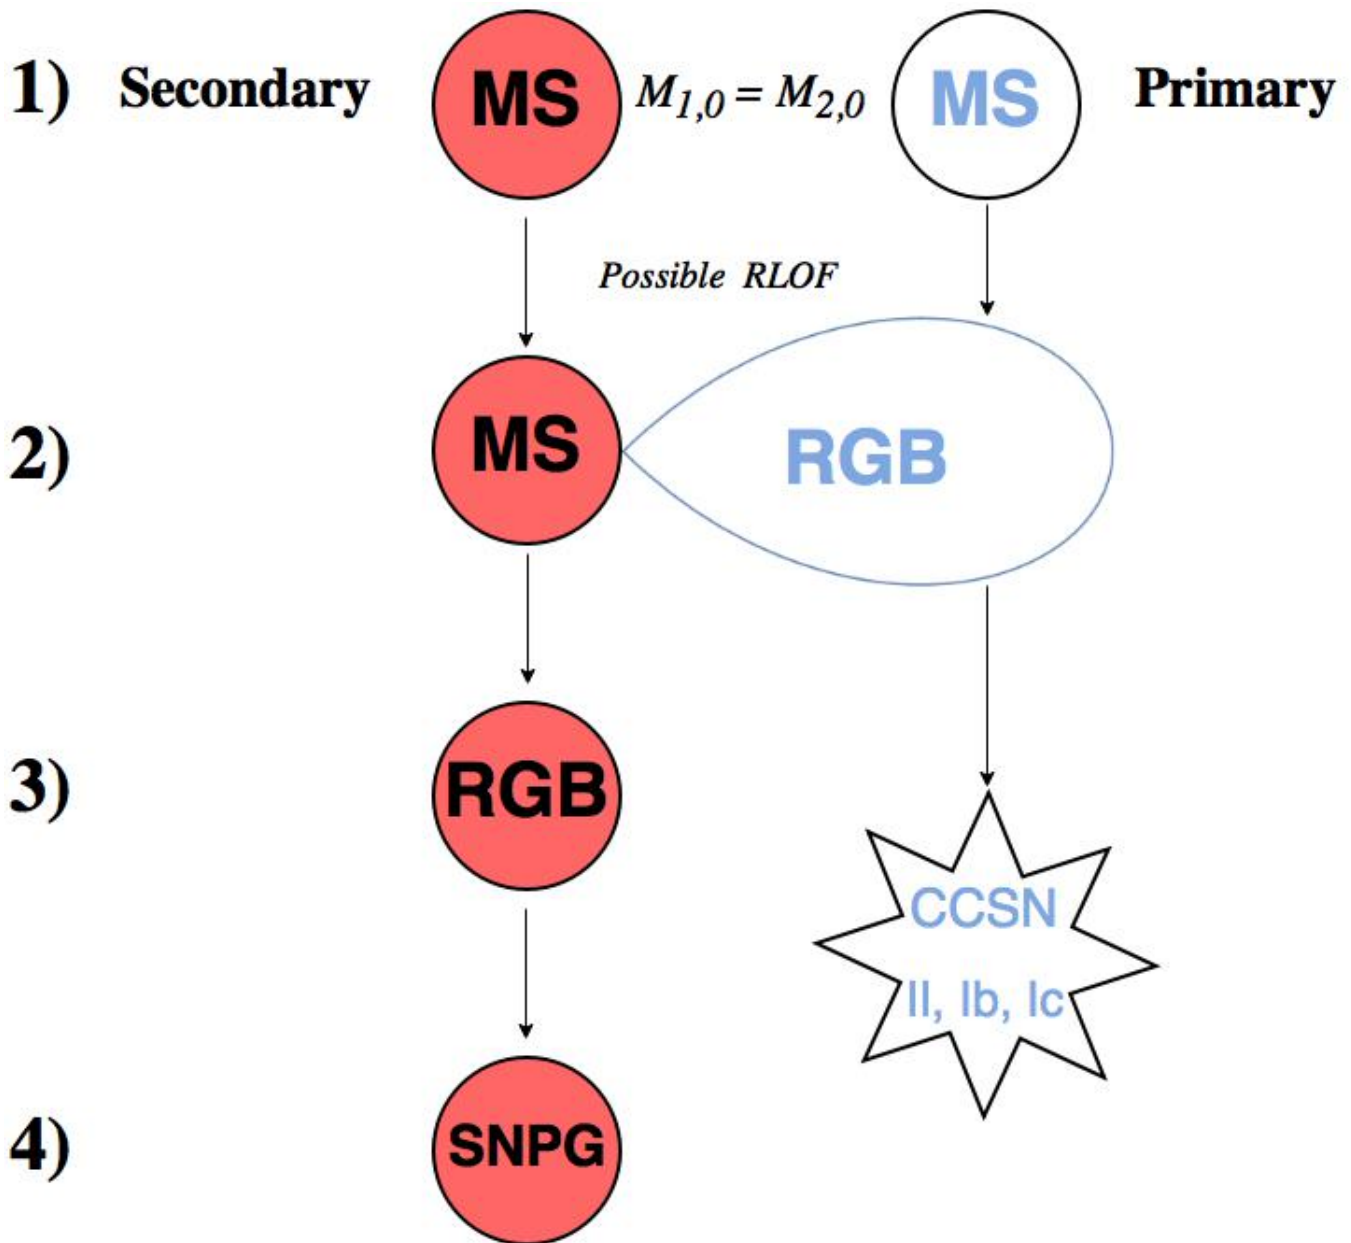 1) Secondary MS M1,0 = M2,0 MS Primary
Possible RLOF
2) MS RGB
3) RGB
CCSN
II, Ib, Ic
4) SNPG